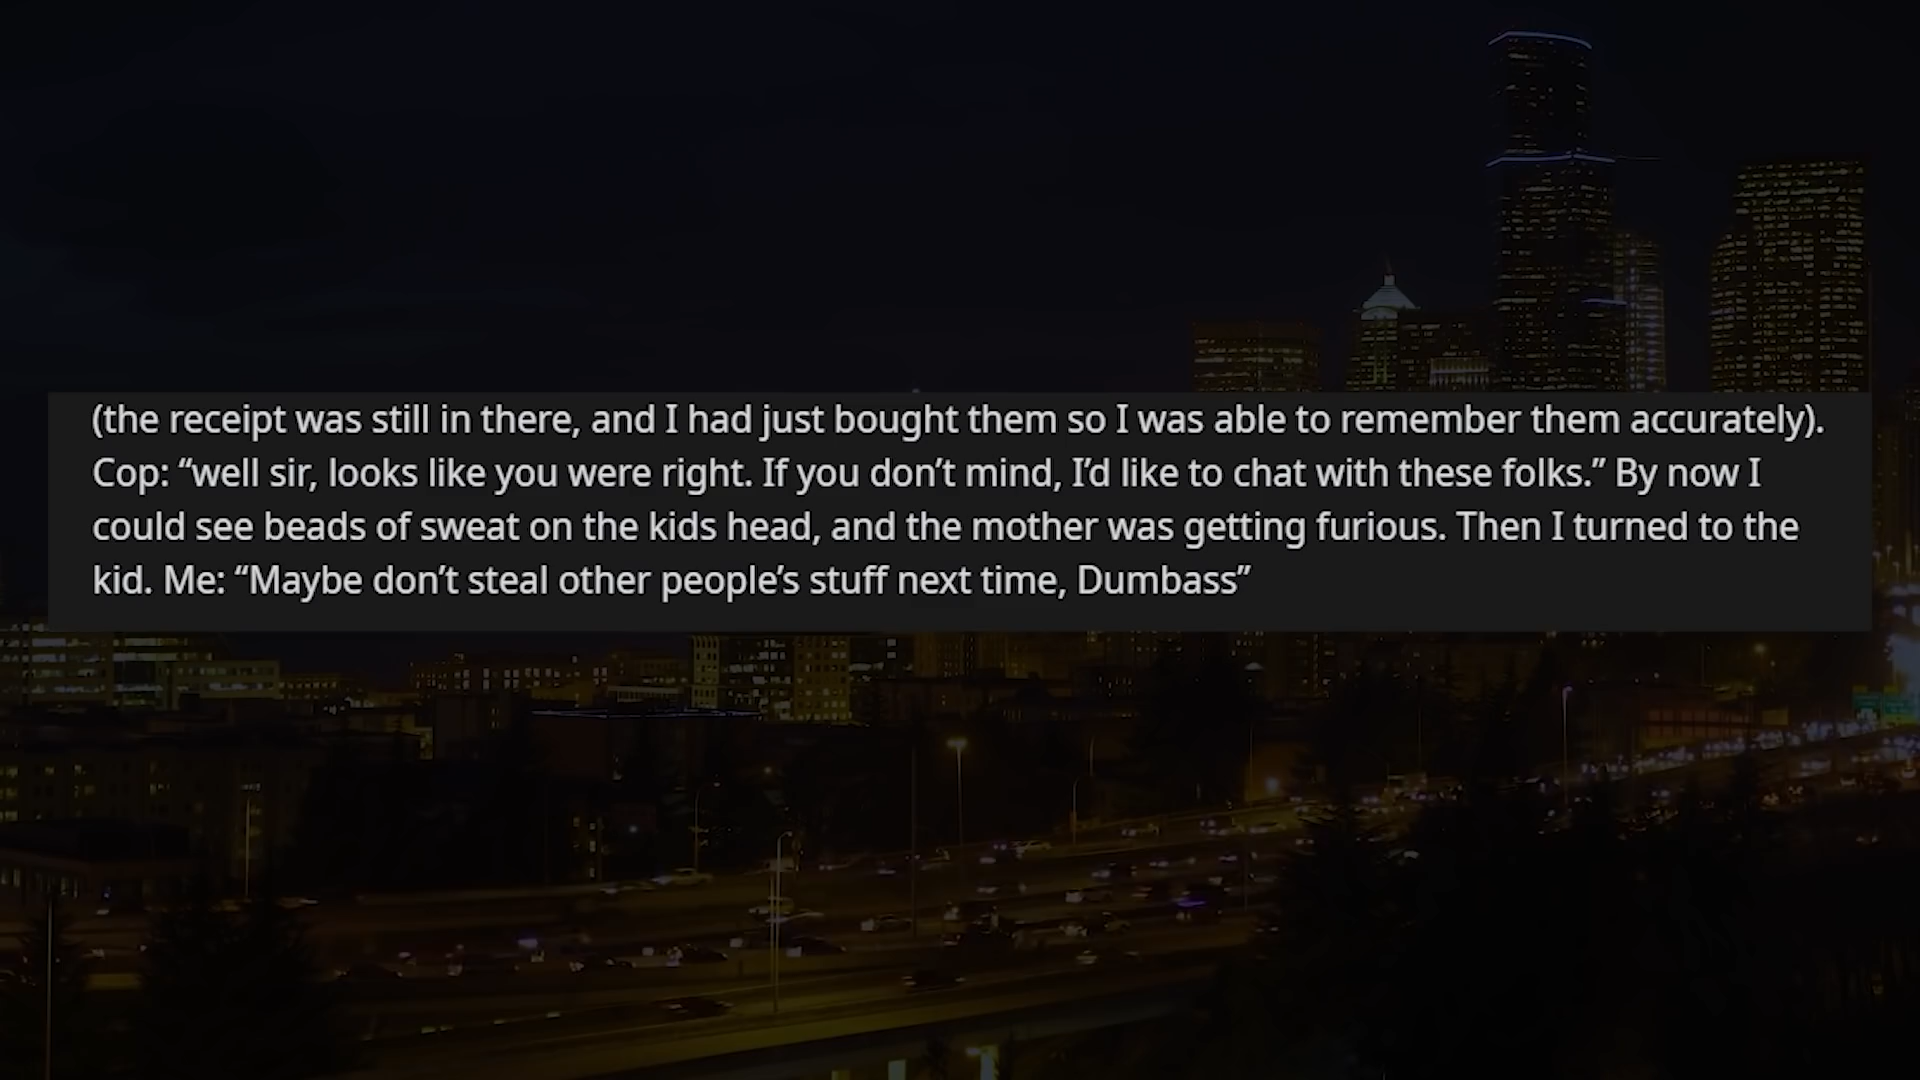 (the receipt was still in there, and I had just bought them so I was able to remember them accurately).
Cop: “well sir, looks like you were right. If you don’t mind, I’d like to chat with these folks.” By now I
could see beads of sweat on the kids head, and the mother was getting furious. Then I turned to the
kid. Me: “Maybe don’t steal other people’s stuff next time, Dumbass”